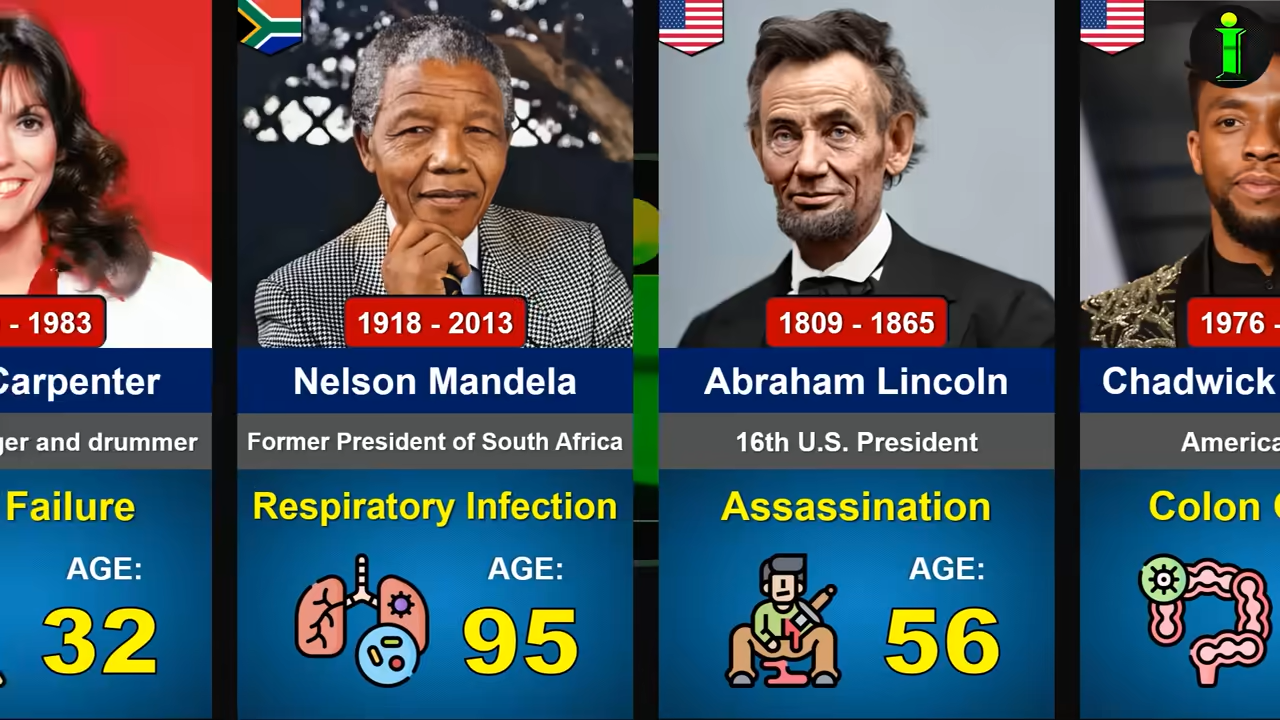 - 1983
Carpenter
ger and drummer
Failure
AGE:
32
1918 - 2013
Nelson Mandela
Former President of South Africa
Respiratory Infection
AGE:
95
1809 - 1865
Abraham Lincoln
16th U.S. President
Assassination
AGE:
56
1976 -
Chadwick
America
Colon